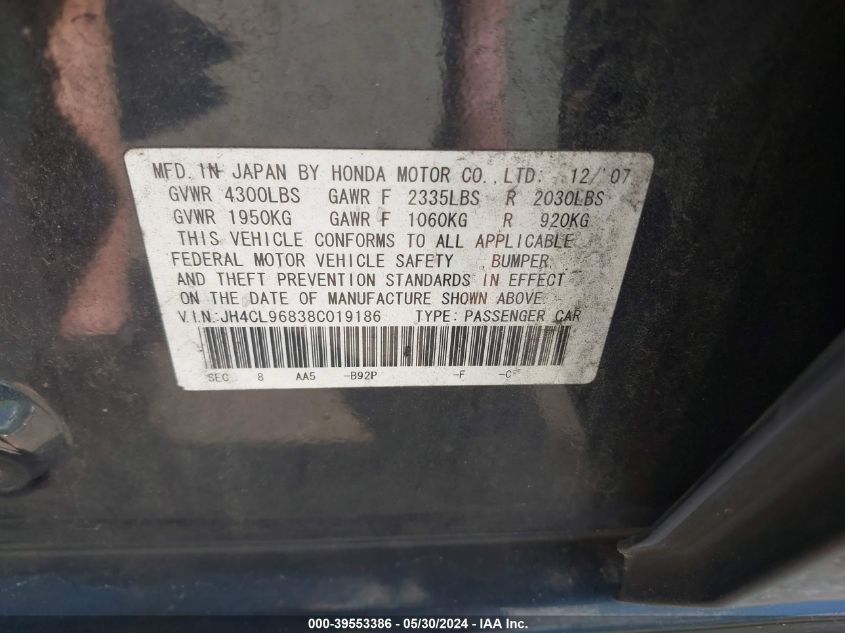 MFD. IN JAPAN BY HONDA MOTOR CO., LTD. 12/'07
GVWR 4300LBS GAWR F 2335LBS R 2030LBS
GVWR 1950KG GAWR F 1060KG R 920KG
THIS VEHICLE CONFORMS TO ALL APPLICABLE
FEDERAL MOTOR VEHICLE SAFETY, BUMPER,
AND THEFT PREVENTION STANDARDS IN EFFECT
ON THE DATE OF MANUFACTURE SHOWN ABOVE.
V.I.N.:JH4CL96838C019186 TYPE: PASSENGER CAR
SEC 8 AA5 -B92P -F -C
000-39553386 - 05/30/2024 - IAA Inc.